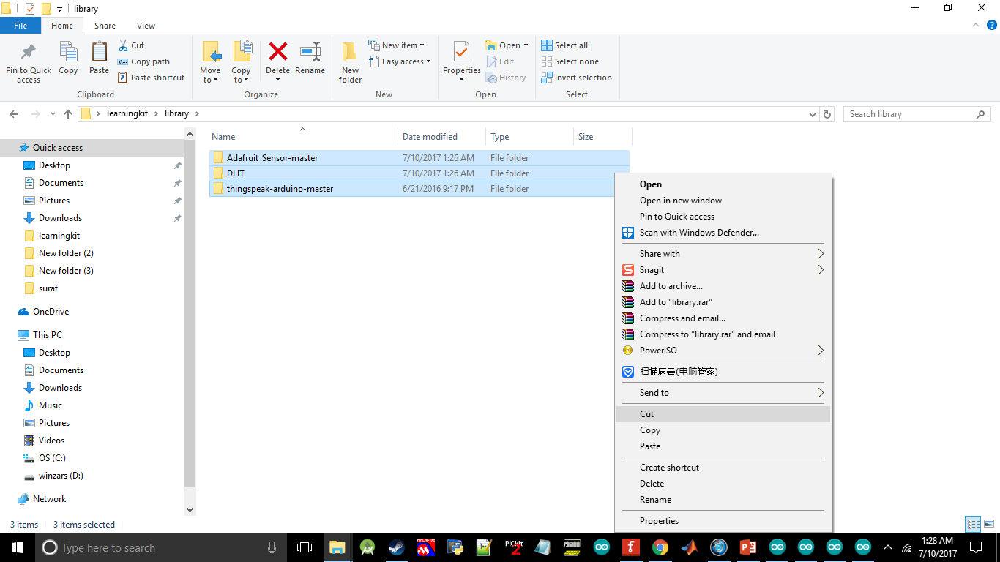 library
File Home Share View
Pin to Quick access
Copy
Paste
Cut
Copy path
Paste shortcut
Clipboard
Move to
Copy to
Delete
Rename
Organize
New folder
New item
Easy access
New
Properties
Open
Edit
History
Open
Select all
Select none
Invert selection
Select
learningkit > library >
Search library
Name Date modified Type Size
Adafruit_Sensor-master 7/10/2017 1:26 AM File folder
DHT 7/10/2017 1:26 AM File folder
thingspeak-arduino-master 6/21/2016 9:17 PM File folder
Quick access
Desktop
Documents
Pictures
Downloads
learningkit
New folder (2)
New folder (3)
surat
OneDrive
This PC
Desktop
Documents
Downloads
Music
Pictures
Videos
OS (C:)
winzars (D:)
Network
Open
Open in new window
Pin to Quick access
Scan with Windows Defender...
Share with
Snagit
Add to archive...
Add to "library.rar"
Compress and email...
Compress to "library.rar" and email
PowerISO
扫描病毒(电脑管家)
Send to
Cut
Copy
Paste
Create shortcut
Delete
Rename
Properties
3 items 3 items selected
Type here to search
PICkit 2
1:28 AM
7/10/2017